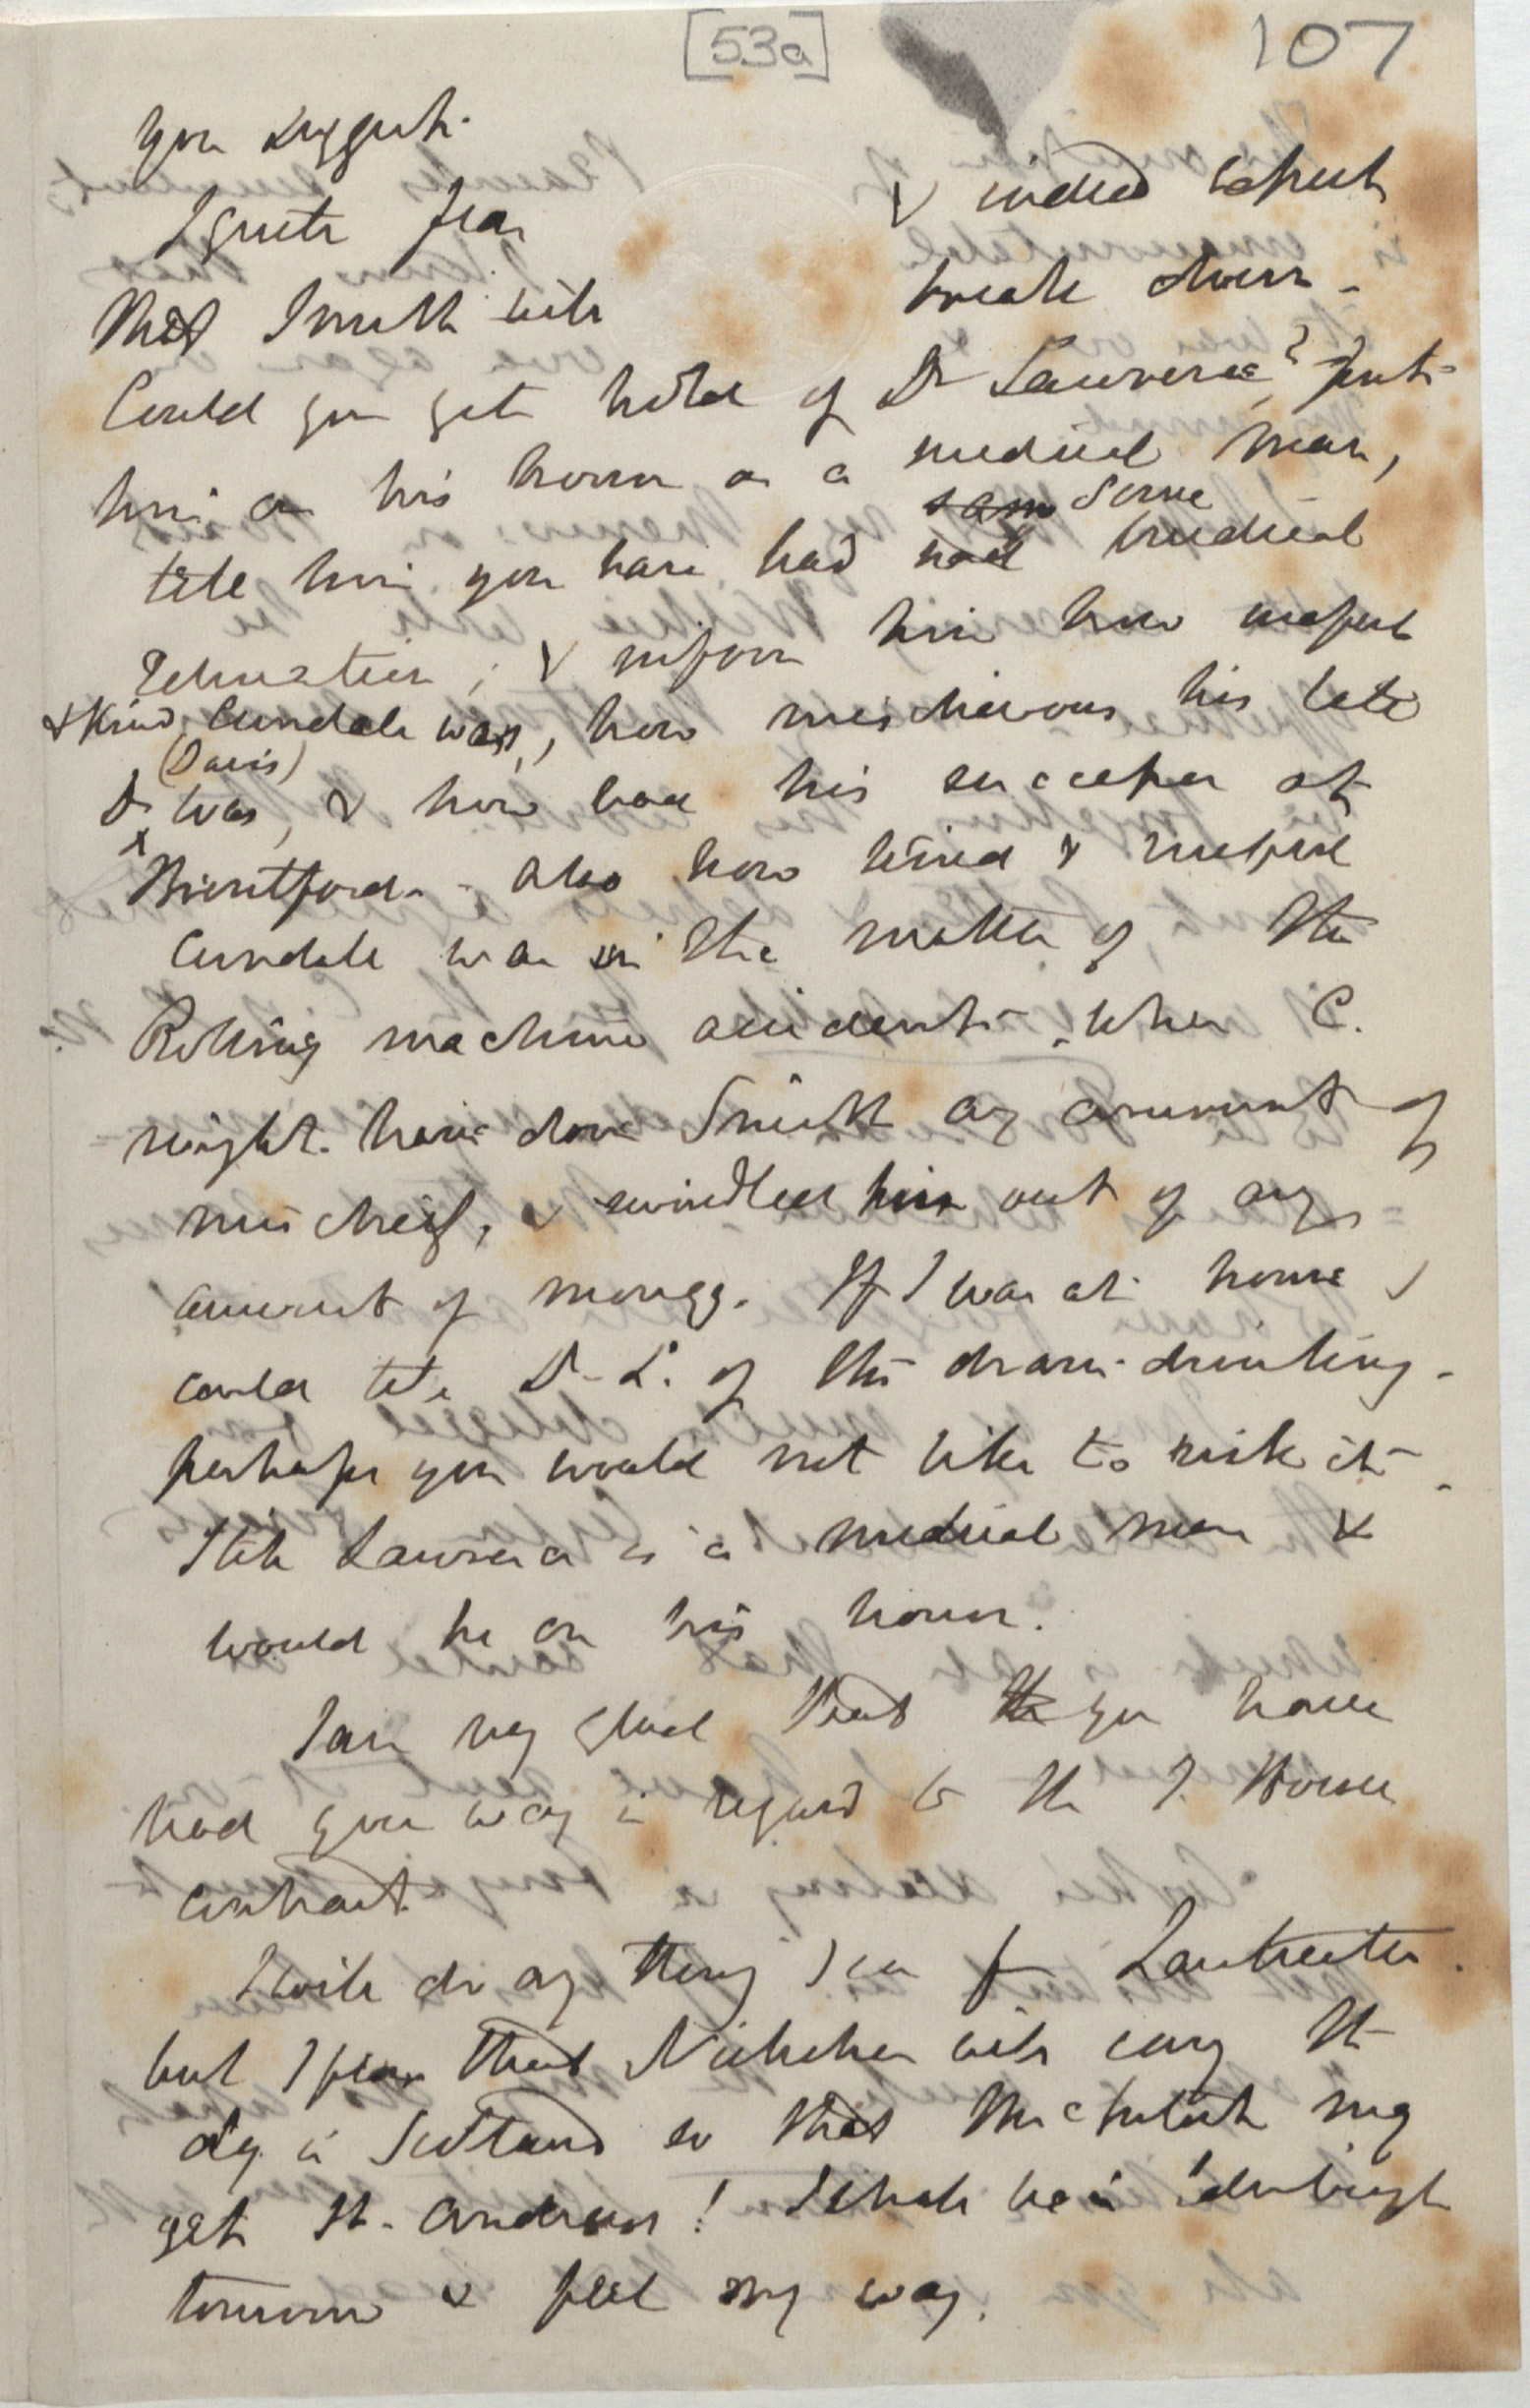 [53a]
107
you suggest.
I quite fear
& indeed expect
that Smith will
break down -
Could you get hold of Dr Lawrence, ? put
him on his honor as a medical man,
some
tell him you have had medical
Education, & inform him how useful
& kind Cundale was, how mischievous his late
(Davis)
Dr was, & how bad his successor at
Brentford - also how kind & useful
Cundale was in the matter of the
Rolling machine accident - when C.
might have done Smith any amount of
mischeif, & swindled him out of any
amount of money. If I was at home I
could tell Dr L. of the dram-drinking -
perhaps you would not like to risk it -
Still Lawrence is a medical man &
would be on his honor.
I am very glad that the you have
had your way in regard to the I. House
contract.
I will do any thing I can for Lankester.
but I fear that Nicholson will carry the
day in Scotland so that McIntosh may
get St. Andrews! I shall be in Edinburgh
tomorrow & feel my way.